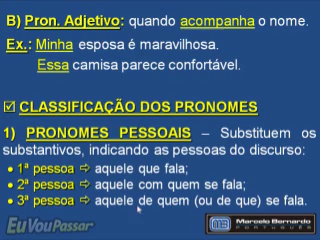 B) Pron. Adjetivo: quando acompanha o nome.
Ex.: Minha esposa é maravilhosa.
Essa camisa parece confortável.
☑ CLASSIFICAÇÃO DOS PRONOMES
1) PRONOMES PESSOAIS – Substituem os
substantivos, indicando as pessoas do discurso:
• 1ª pessoa ⇨ aquele que fala;
• 2ª pessoa ⇨ aquele com quem se fala;
• 3ª pessoa ⇨ aquele de quem (ou de que) se fala.
EuVouPassar
MB Marcelo Bernardo
PORTUGUÊS